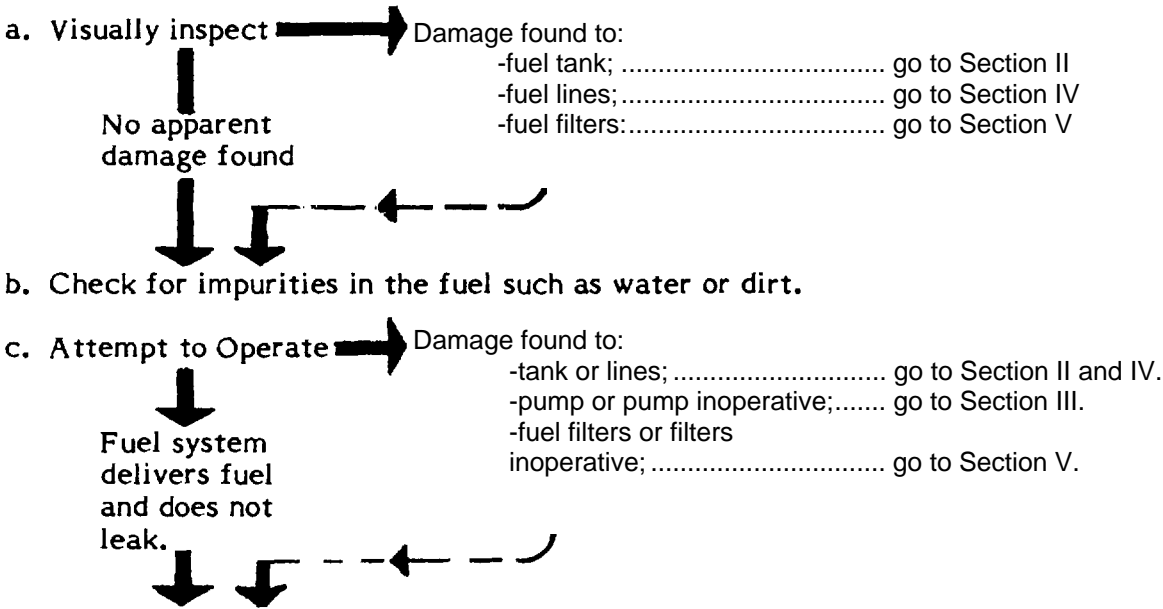 a. Visually inspect Damage found to:
-fuel tank; .................................... go to Section II
-fuel lines; .................................... go to Section IV
-fuel filters:................................... go to Section V
No apparent
damage found
b. Check for impurities in the fuel such as water or dirt.
c. Attempt to Operate Damage found to:
-tank or lines; ............................. go to Section II and IV.
-pump or pump inoperative;....... go to Section III.
-fuel filters or filters
inoperative; ................................ go to Section V.
Fuel system
delivers fuel
and does not
leak.